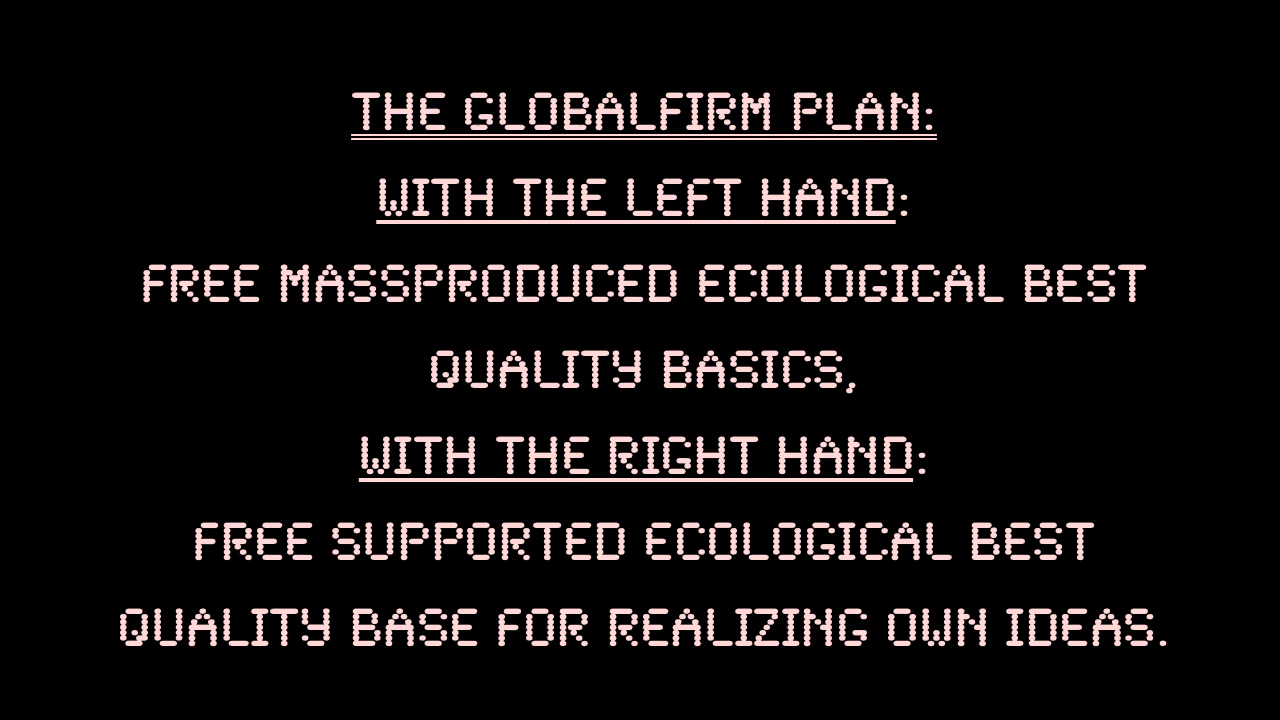 THE GLOBALFIRM PLAN:
WITH THE LEFT HAND:
FREE MASSPRODUCED ECOLOGICAL BEST
QUALITY BASICS,
WITH THE RIGHT HAND:
FREE SUPPORTED ECOLOGICAL BEST
QUALITY BASE FOR REALIZING OWN IDEAS.